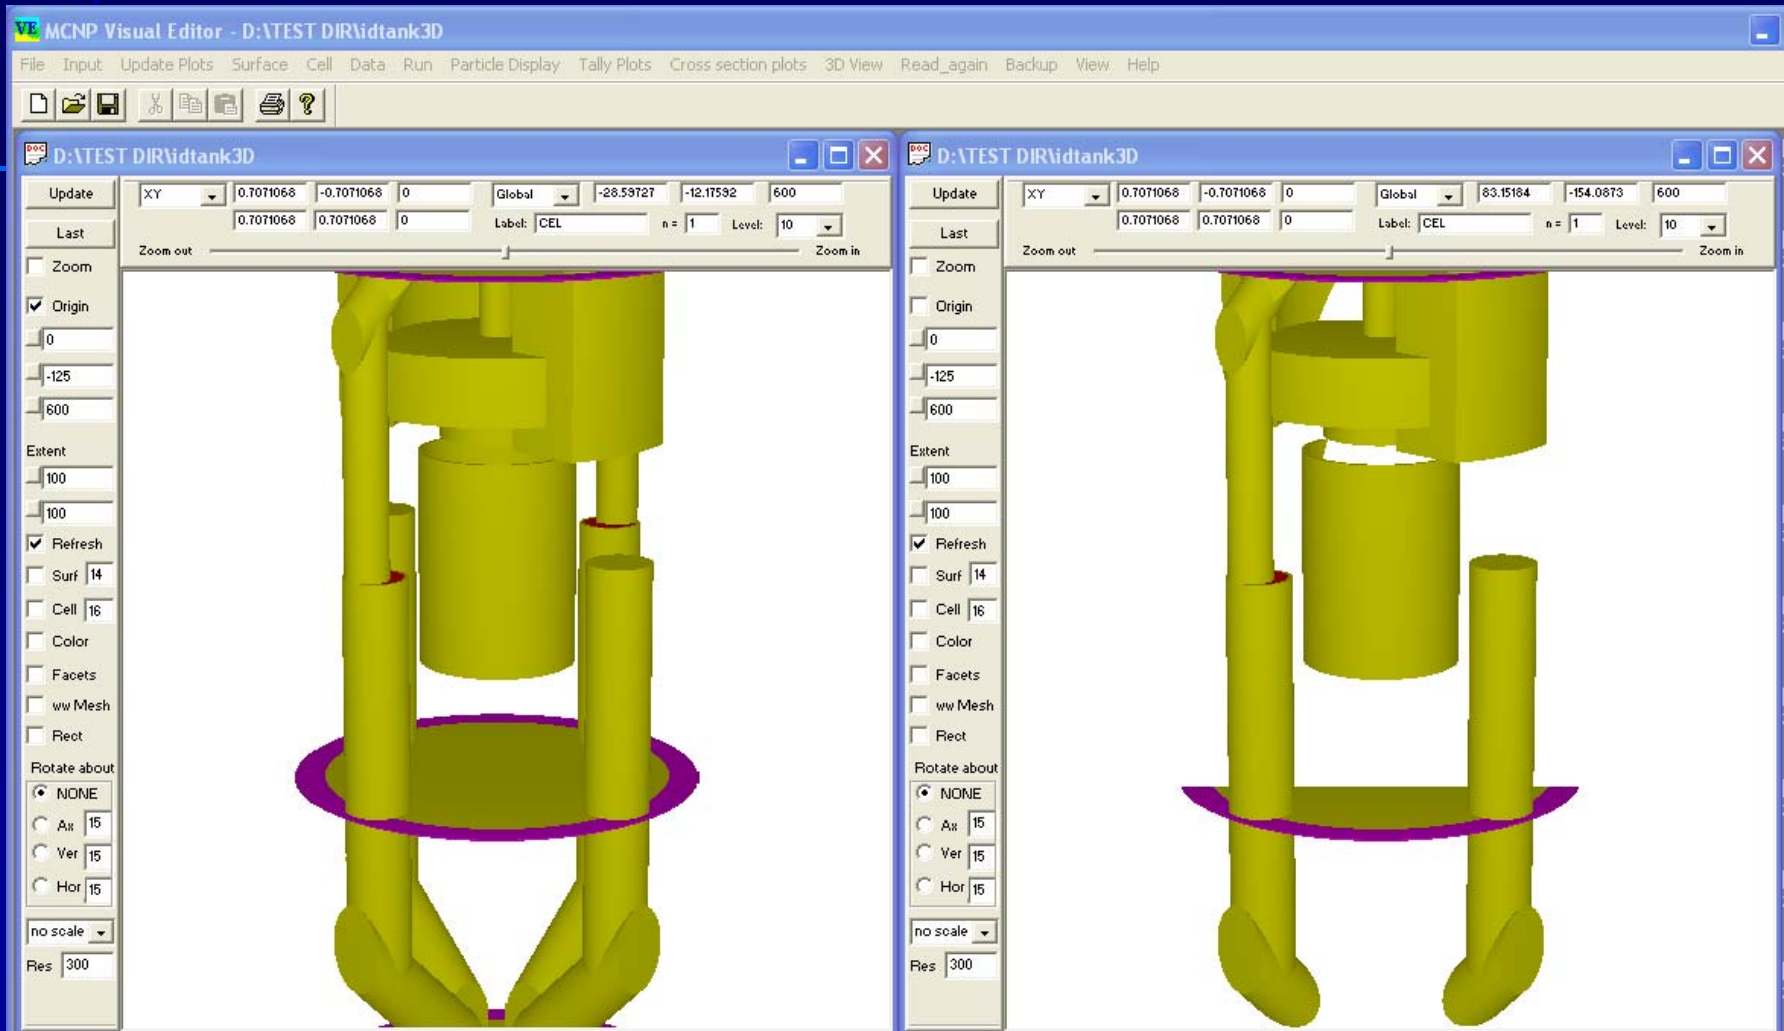 VE MCNP Visual Editor - D:\TEST DIR\idtank3D
File Input Update Plots Surface Cell Data Run Particle Display Tally Plots Cross section plots 3D View Read_again Backup View Help
DOC D:\TEST DIR\idtank3D
Update XY 0.7071068 -0.7071068 0 Global -28.59727 -12.17592 600
0.7071068 0.7071068 0 Label: CEL n = 1 Level: 10
Last
Zoom out Zoom in
Zoom
Origin
0
-125
600
Extent
100
100
Refresh
Surf 14
Cell 16
Color
Facets
ww Mesh
Rect
Rotate about
NONE
Ax 15
Ver 15
Hor 15
no scale
Res 300
DOC D:\TEST DIR\idtank3D
Update XY 0.7071068 -0.7071068 0 Global 83.15184 -154.0873 600
0.7071068 0.7071068 0 Label: CEL n = 1 Level: 10
Last
Zoom out Zoom in
Zoom
Origin
0
-125
600
Extent
100
100
Refresh
Surf 14
Cell 16
Color
Facets
ww Mesh
Rect
Rotate about
NONE
Ax 15
Ver 15
Hor 15
no scale
Res 300